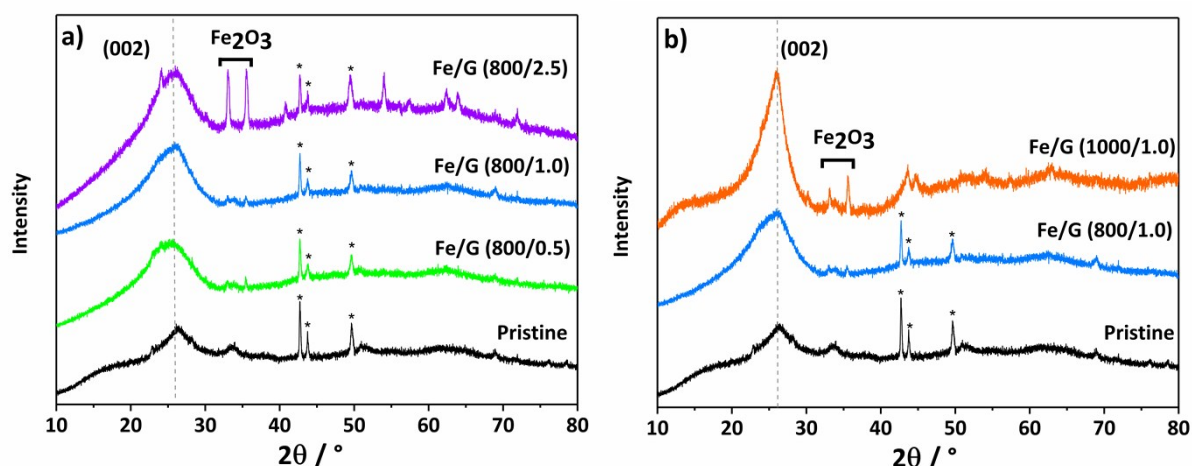 a)
(002)
Fe2O3
Fe/G (800/2.5)
* * *
Fe/G (800/1.0)
* * *
Fe/G (800/0.5)
* * *
Pristine
* * *
Intensity
10 20 30 40 50 60 70 80
2θ / °
b)
(002)
Fe2O3
Fe/G (1000/1.0)
Fe/G (800/1.0)
* * *
Pristine
* * *
Intensity
10 20 30 40 50 60 70 80
2θ / °